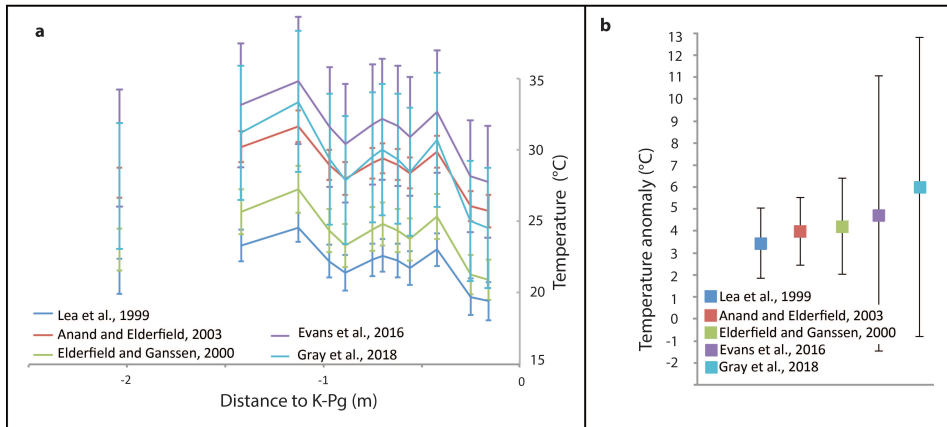 a
35
30
25
20
15
Temperature (°C)
Lea et al., 1999
Anand and Elderfield, 2003
Elderfield and Ganssen, 2000
Evans et al., 2016
Gray et al., 2018
-2
-1
0
Distance to K-Pg (m)
b
13
12
11
10
9
8
7
6
5
4
3
2
1
0
-1
-2
Temperature anomaly (°C)
Lea et al., 1999
Anand and Elderfield, 2003
Elderfield and Ganssen, 2000
Evans et al., 2016
Gray et al., 2018